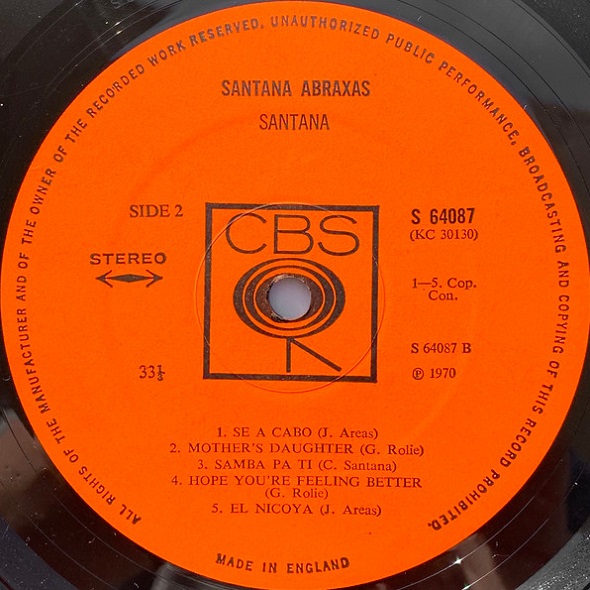 ALL RIGHTS OF THE MANUFACTURER AND OF THE OWNER OF THE RECORDED WORK RESERVED. UNAUTHORIZED PUBLIC PERFORMANCE, BROADCASTING AND COPYING OF THIS RECORD PROHIBITED.
SANTANA ABRAXAS
SANTANA
SIDE 2
CBS
S 64087
(KC 30130)
STEREO
1—5. Cop.
Con.
33⅓
S 64087 B
℗ 1970
1. SE A CABO (J. Areas)
2. MOTHER'S DAUGHTER (G. Rolie)
3. SAMBA PA TI (C. Santana)
4. HOPE YOU'RE FEELING BETTER
(G. Rolie)
5. EL NICOYA (J. Areas)
MADE IN ENGLAND